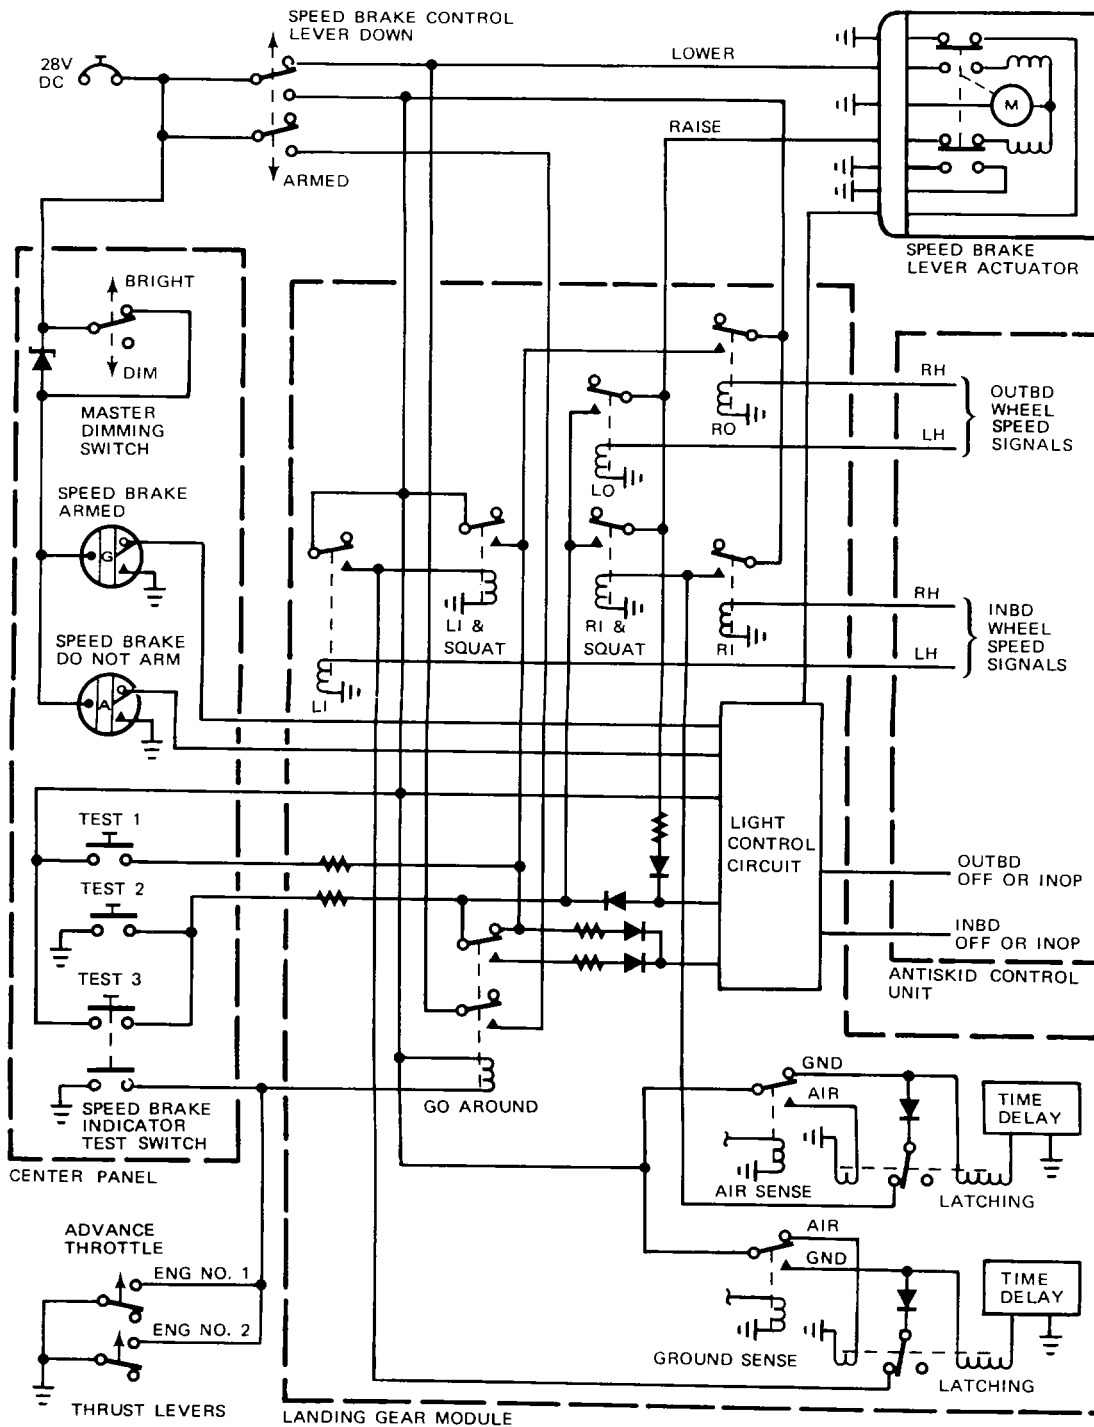 SPEED BRAKE CONTROL
LEVER DOWN
28V
DC
LOWER
RAISE
ARMED
M
SPEED BRAKE
LEVER ACTUATOR
BRIGHT
DIM
MASTER
DIMMING
SWITCH
SPEED BRAKE
ARMED
G
SPEED BRAKE
DO NOT ARM
A
RO
LO
LI &
SQUAT
RI &
SQUAT
RI
LI
RH
LH
OUTBD
WHEEL
SPEED
SIGNALS
RH
LH
INBD
WHEEL
SPEED
SIGNALS
LIGHT
CONTROL
CIRCUIT
OUTBD
OFF OR INOP
INBD
OFF OR INOP
ANTISKID CONTROL
UNIT
TEST 1
TEST 2
TEST 3
SPEED BRAKE
INDICATOR
TEST SWITCH
CENTER PANEL
GO AROUND
GND
AIR
AIR SENSE
TIME
DELAY
LATCHING
AIR
GND
GROUND SENSE
TIME
DELAY
LATCHING
ADVANCE
THROTTLE
ENG NO. 1
ENG NO. 2
THRUST LEVERS
LANDING GEAR MODULE